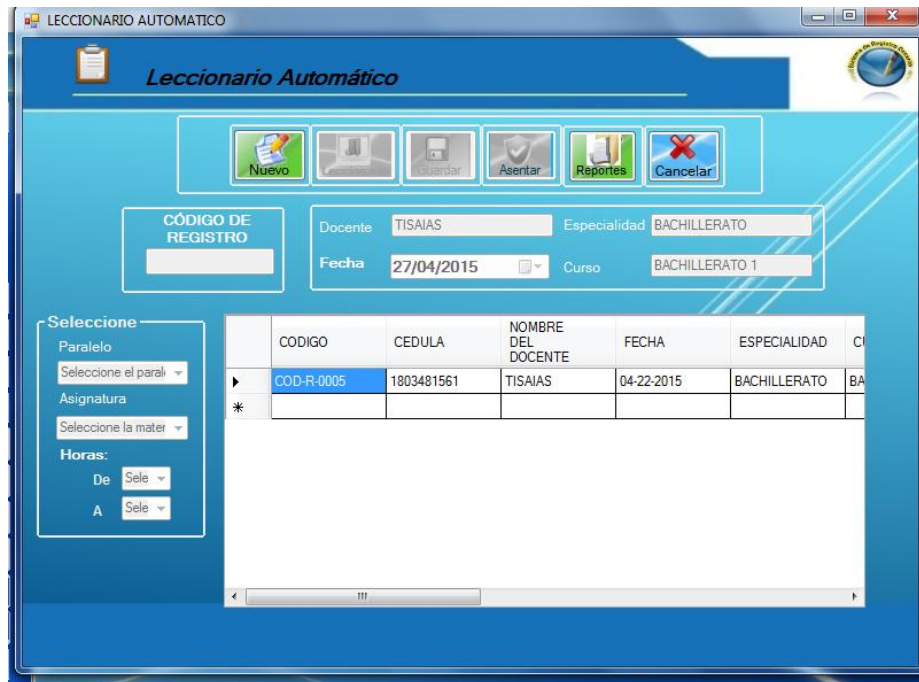 LECCIONARIO AUTOMATICO
Leccionario Automático
Nuevo
Guardar
Asentar
Reportes
Cancelar
CÓDIGO DE
REGISTRO
Docente TISAIAS Especialidad BACHILLERATO
Fecha 27/04/2015 Curso BACHILLERATO 1
Seleccione
Paralelo
Seleccione el paral
Asignatura
Seleccione la mater
Horas:
De Sele
A Sele
CODIGO CEDULA NOMBRE DEL DOCENTE FECHA ESPECIALIDAD
COD-R-0005 1803481561 TISAIAS 04-22-2015 BACHILLERATO BA